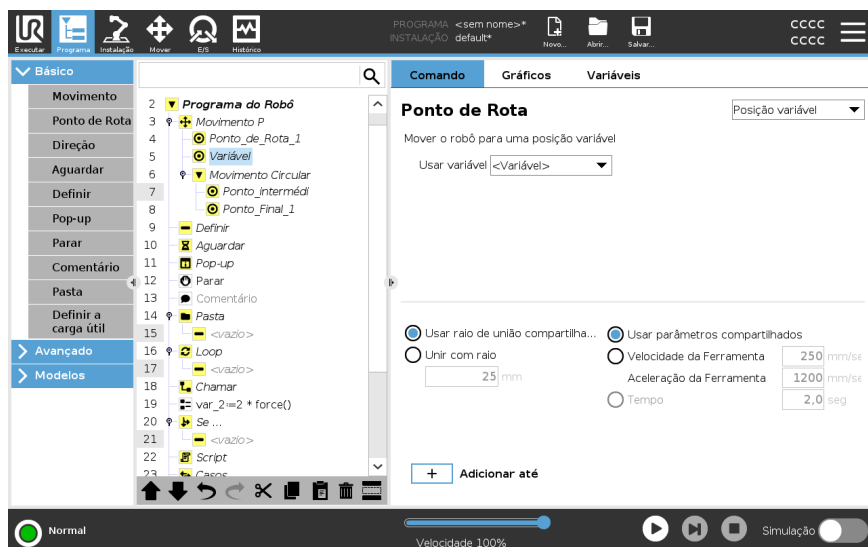 PROGRAMA <sem nome>*
INSTALAÇÃO default*
CCCC
CCCC
Executar Programa Instalação Mover E/S Histórico Novo... Abrir... Salvar...
Básico
Movimento
Ponto de Rota
Direção
Aguardar
Definir
Pop-up
Parar
Comentário
Pasta
Definir a
carga útil
Avançado
Modelos
2 Programa do Robô
3 Movimento P
4 Ponto_de_Rota_1
5 Variável
6 Movimento Circular
7 Ponto_intermédi
8 Ponto_Final_1
9 Definir
10 Aguardar
11 Pop-up
12 Parar
13 Comentário
14 Pasta
15 <vazio>
16 Loop
17 <vazio>
18 Chamar
19 var_2:=2 * force()
20 Se ...
21 <vazio>
22 Script
23 Casos
Comando Gráficos Variáveis
Ponto de Rota
Posição variável
Mover o robô para uma posição variável
Usar variável <Variável>
Usar raio de união compartilha...
Unir com raio
25 mm
Usar parâmetros compartilhados
Velocidade da Ferramenta 250 mm/se
Aceleração da Ferramenta 1200 mm/se
Tempo 2,0 seg
+ Adicionar até
Normal
Velocidade 100%
Simulação